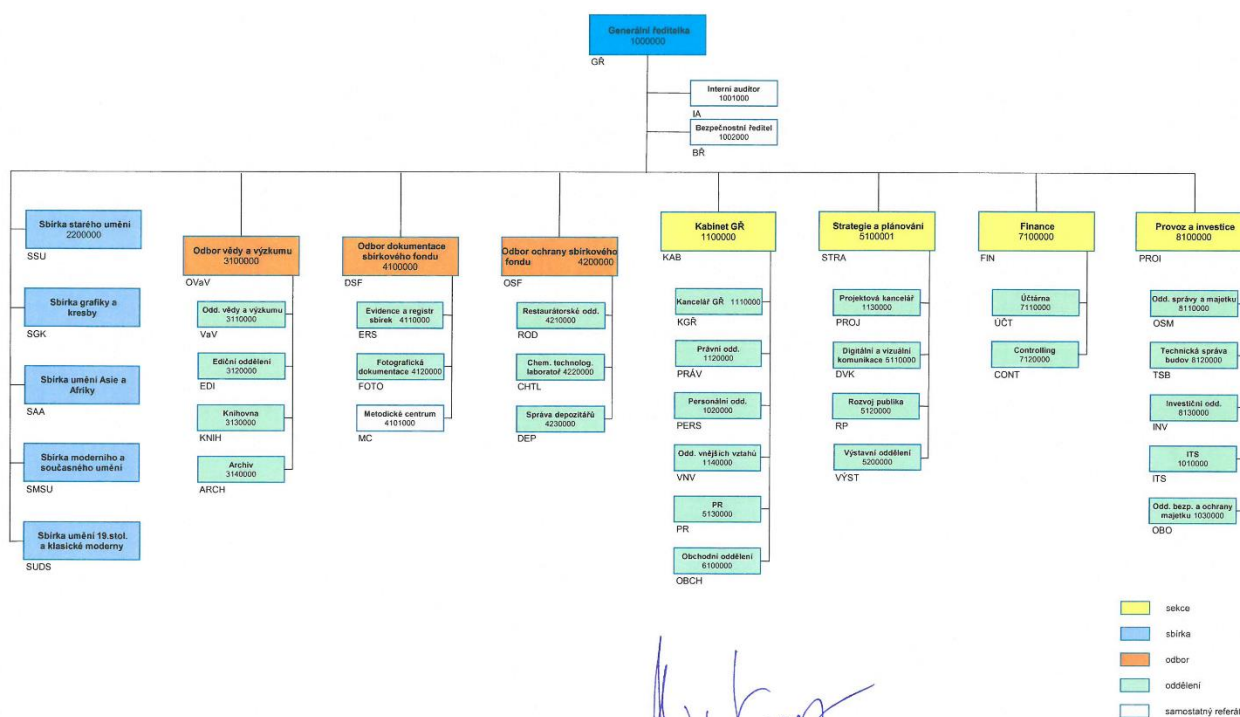 Generální ředitelka
1000000
GŘ
Interní auditor
1001000
IA
Bezpečnostní ředitel
1002000
BŘ
Sbírka starého umění
2200000
SSU
Sbírka grafiky a
kresby
SGK
Sbírka umění Asie a
Afriky
SAA
Sbírka moderního a
současného umění
SMSU
Sbírka umění 19.stol.
a klasické moderny
SUDS
Odbor vědy a výzkumu
3100000
OVaV
Odd. vědy a výzkumu
3110000
VaV
Ediční oddělení
3120000
EDI
Knihovna
3130000
KNIH
Archiv
3140000
ARCH
Odbor dokumentace
sbírkového fondu
4100000
DSF
Evidence a registr
sbírek 4110000
ERS
Fotografická
dokumentace 4120000
FOTO
Metodické centrum
4101000
MC
Odbor ochrany sbírkového
fondu 4200000
OSF
Restaurátorské odd.
4210000
ROD
Chem. technolog.
laboratoř 4220000
CHTL
Správa depozitářů
4230000
DEP
Kabinet GŘ
1100000
KAB
Kancelář GŘ 1110000
KGŘ
Právní odd.
1120000
PRÁV
Personální odd.
1020000
PERS
Odd. vnějších vztahů
1140000
VNV
PR
5130000
PR
Obchodní oddělení
6100000
OBCH
Strategie a plánování
5100001
STRA
Projektová kancelář
1130000
PROJ
Digitální a vizuální
komunikace 5110000
DVK
Rozvoj publika
5120000
RP
Výstavní oddělení
5200000
VÝST
Finance
7100000
FIN
Účtárna
7110000
ÚČT
Controlling
7120000
CONT
Provoz a investice
8100000
PROI
Odd. správy a majetku
8110000
OSM
Technická správa
budov 8120000
TSB
Investiční odd.
8130000
INV
ITS
1010000
ITS
Odd. bezp. a ochrany
majetku 1030000
OBO
sekce
sbírka
odbor
oddělení
samostatný referát